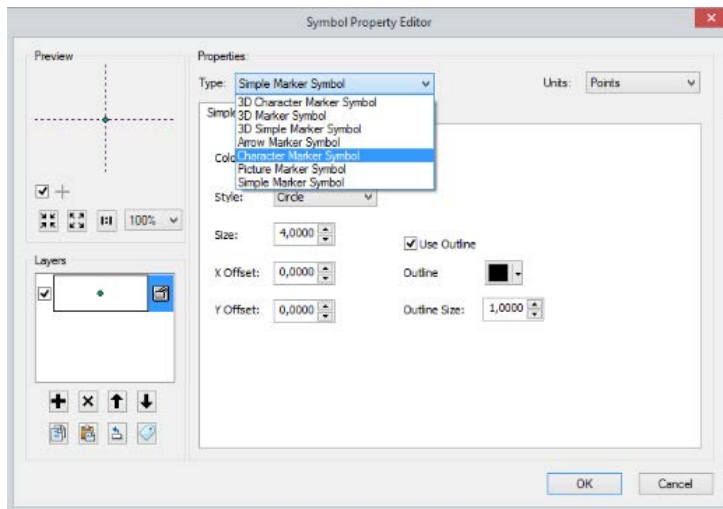 Symbol Property Editor
Preview
Properties:
Type: Simple Marker Symbol
Units: Points
3D Character Marker Symbol
Simple
3D Marker Symbol
3D Simple Marker Symbol
Arrow Marker Symbol
Colo
Character Marker Symbol
Picture Marker Symbol
Simple Marker Symbol
Style: Circle
100%
Size: 4,0000
Use Outline
Layers
X Offset: 0,0000
Outline
Y Offset: 0,0000
Outline Size: 1,0000
OK
Cancel